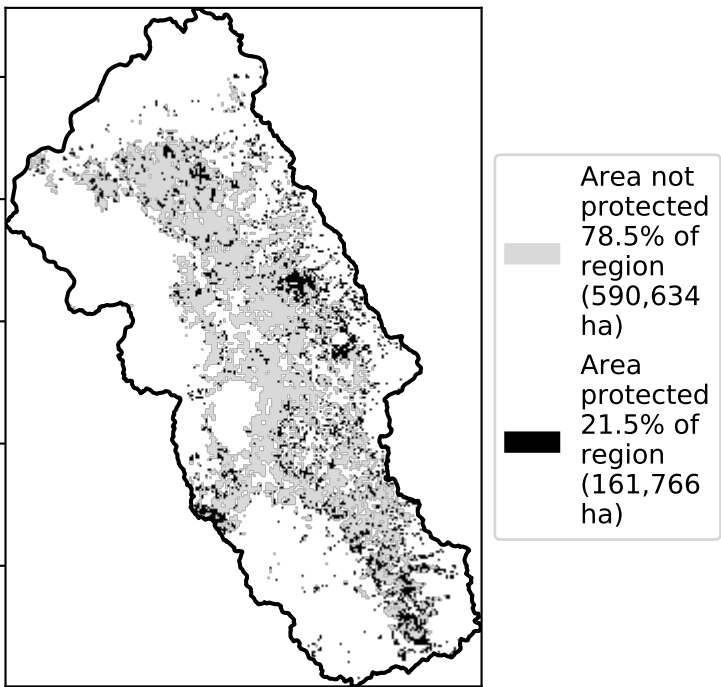 Area not
protected
78.5% of
region
(590,634
ha)
Area
protected
21.5% of
region
(161,766
ha)